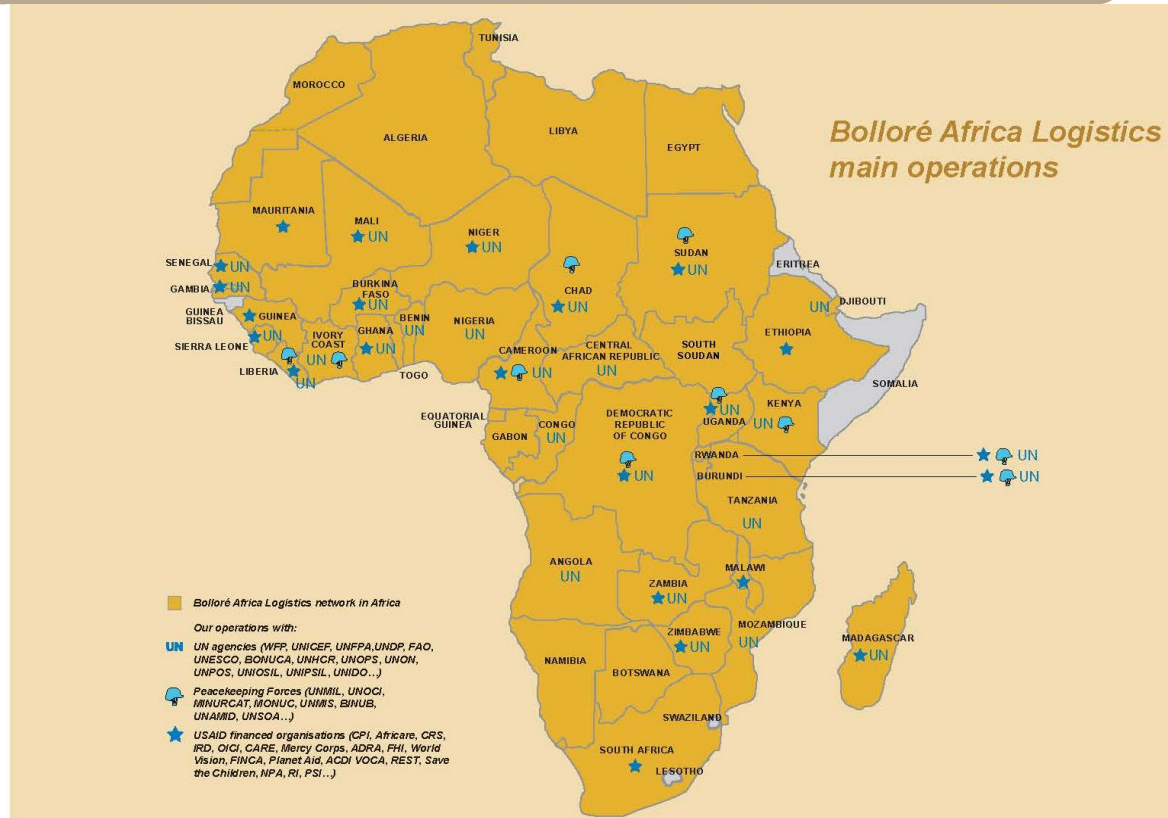 Bolloré Africa Logistics
main operations
TUNISIA
MOROCCO
ALGERIA
LIBYA
EGYPT
MAURITANIA
MALI
UN
NIGER
UN
CHAD
UN
SUDAN
UN
ERITREA
SENEGAL
UN
GAMBIA
UN
GUINEA
BISSAU
GUINEA
SIERRA LEONE
UN
LIBERIA
UN
IVORY
COAST
UN
BURKINA
FASO
UN
GHANA
UN
BENIN
UN
TOGO
NIGERIA
UN
CAMEROON
UN
CENTRAL
AFRICAN REPUBLIC
UN
SOUTH
SOUDAN
ETHIOPIA
UN
DJIBOUTI
SOMALIA
EQUATORIAL
GUINEA
GABON
CONGO
UN
DEMOCRATIC
REPUBLIC
OF CONGO
UN
UN
UGANDA
KENYA
UN
RWANDA
UN
BURUNDI
UN
TANZANIA
UN
ANGOLA
UN
ZAMBIA
UN
MALAWI
MOZAMBIQUE
UN
ZIMBABWE
UN
MADAGASCAR
UN
NAMIBIA
BOTSWANA
SWAZILAND
SOUTH AFRICA
LESOTHO
Bolloré Africa Logistics network in Africa
Our operations with:
UN UN agencies (WFP, UNICEF, UNFPA,UNDP, FAO,
UNESCO, BONUCA, UNHCR, UNOPS, UNON,
UNPOS, UNIOSIL, UNIPSIL, UNIDO...)
Peacekeeping Forces (UNMIL, UNOCI,
MINURCAT, MONUC, UNMIS, BINUB,
UNAMID, UNSOA...)
USAID financed organisations (CPI, Africare, CRS,
IRD, OICI, CARE, Mercy Corps, ADRA, FHI, World
Vision, FINCA, Planet Aid, ACDI VOCA, REST, Save
the Children, NPA, RI, PSI...)